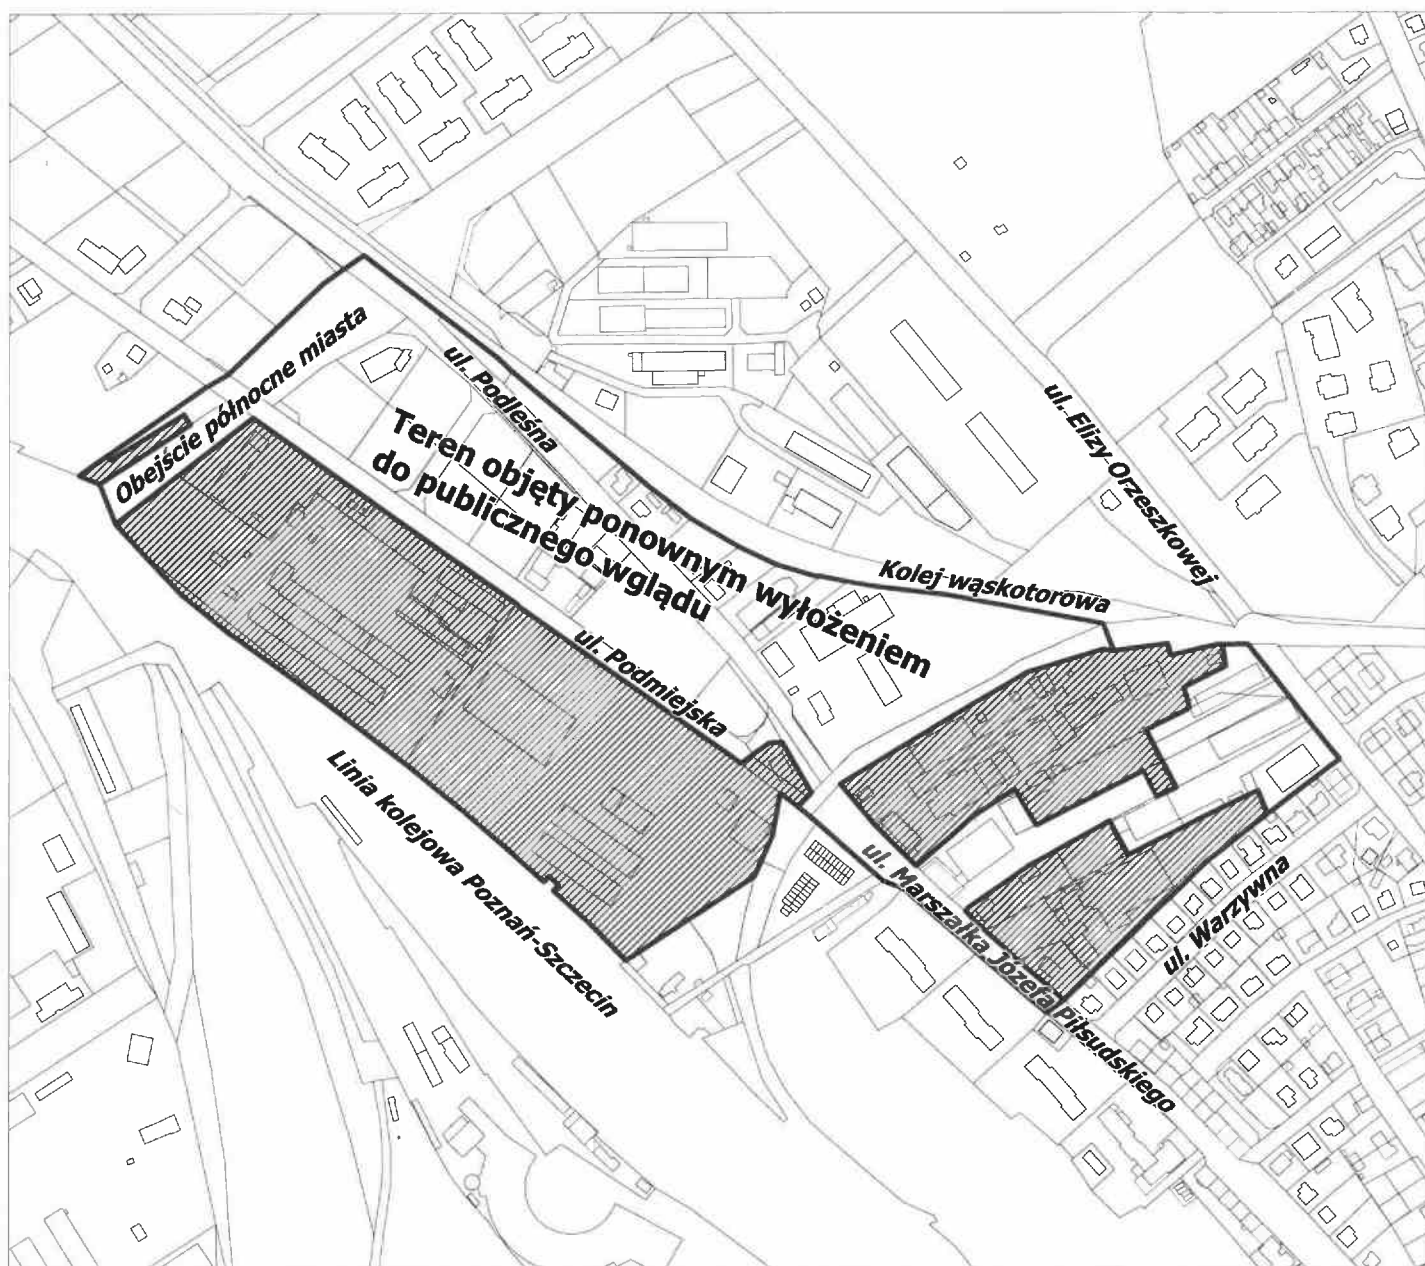 Obejście północne miasta
ul. Podleśna
Teren objęty ponownym wyłożeniem
do publicznego wglądu
ul. Elizy Orzeszkowej
Kolej wąskotorowa
ul. Podmiejska
Linia kolejowa Poznań-Szczecin
ul. Marszałka Józefa Piłsudskiego
ul. Warzywna